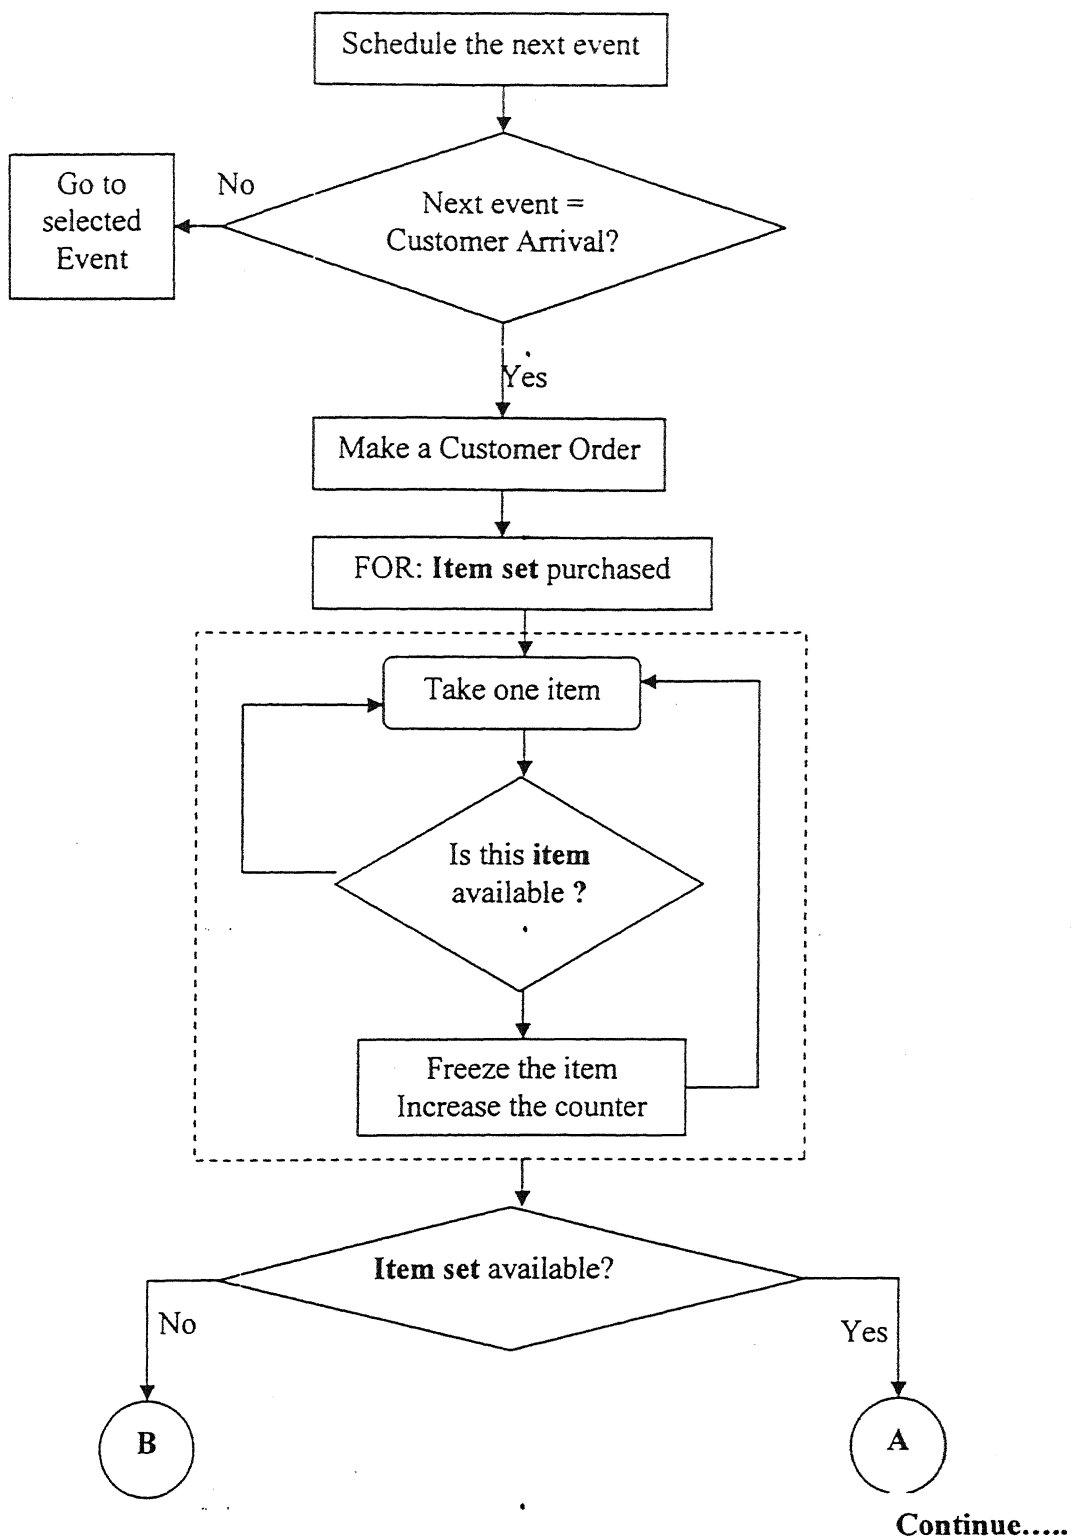 Schedule the next event
No
Go to
selected
Event
Next event =
Customer Arrival?
Yes
Make a Customer Order
FOR: Item set purchased
Take one item
Is this item
available ?
Freeze the item
Increase the counter
Item set available?
No
Yes
B
A
Continue.....